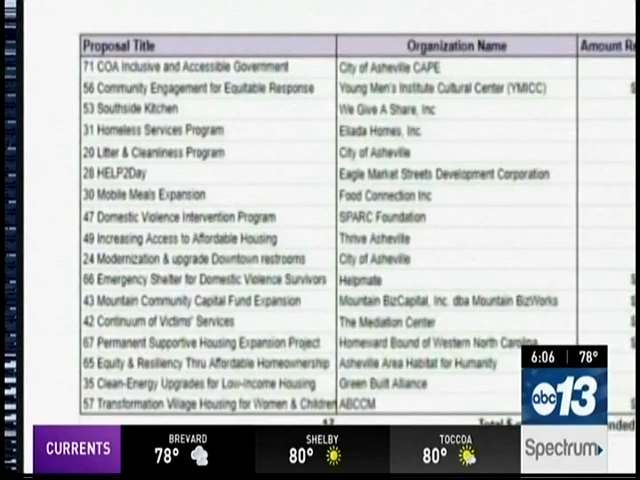 Proposal Title Organization Name Amount R
71 COA Inclusive and Accessible Government City of Asheville CAPE
56 Community Engagement for Equitable Response Young Men's Institute Cultural Center (YMICC)
53 Southside Kitchen We Give A Share, Inc
31 Homeless Services Program Eliada Homes, Inc.
20 Litter & Cleanliness Program City of Asheville
28 HELP2Day Eagle Market Streets Development Corporation
30 Mobile Meals Expansion Food Connection Inc
47 Domestic Violence Intervention Program SPARC Foundation
49 Increasing Access to Affordable Housing Thrive Asheville
24 Modernization & upgrade Downtown restrooms City of Asheville
66 Emergency Shelter for Domestic Violence Survivors Helpmate
43 Mountain Community Capital Fund Expansion Mountain BizCapital, Inc. dba Mountain BizWorks
42 Continuum of Victims' Services The Mediation Center
67 Permanent Supportive Housing Expansion Project Homeward Bound of Western North Carolina
65 Equity & Resiliency Thru Affordable Homeownership Asheville Area Habitat for Humanity
35 Clean-Energy Upgrades for Low-Income Housing Green Built Alliance
57 Transformation Village Housing for Women & Children ABCCM
17
6:06 78°
abc 13
Spectrum
CURRENTS
BREVARD
78°
SHELBY
80°
TOCCOA
80°